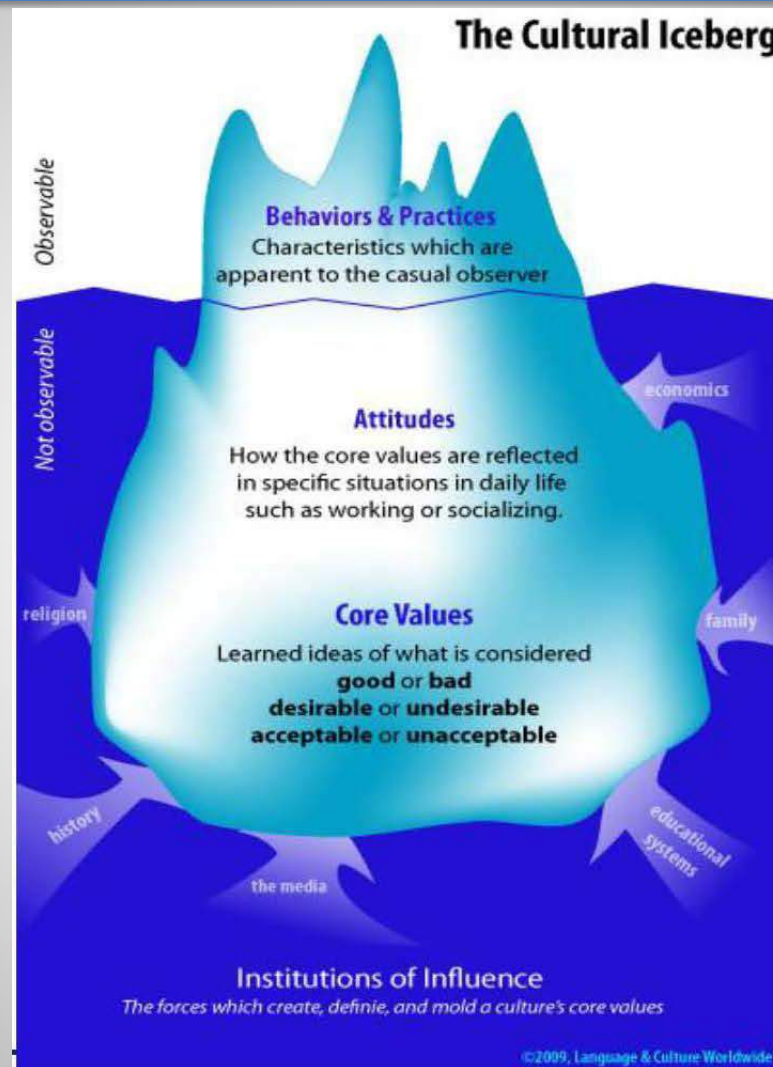 The Cultural Iceberg
Observable
Behaviors & Practices
Characteristics which are
apparent to the casual observer
Not observable
economics
Attitudes
How the core values are reflected
in specific situations in daily life
such as working or socializing.
religion
family
Core Values
Learned ideas of what is considered
good or bad
desirable or undesirable
acceptable or unacceptable
history
educational
systems
the media
Institutions of Influence
The forces which create, definie, and mold a culture's core values
©2009, Language & Culture Worldwide